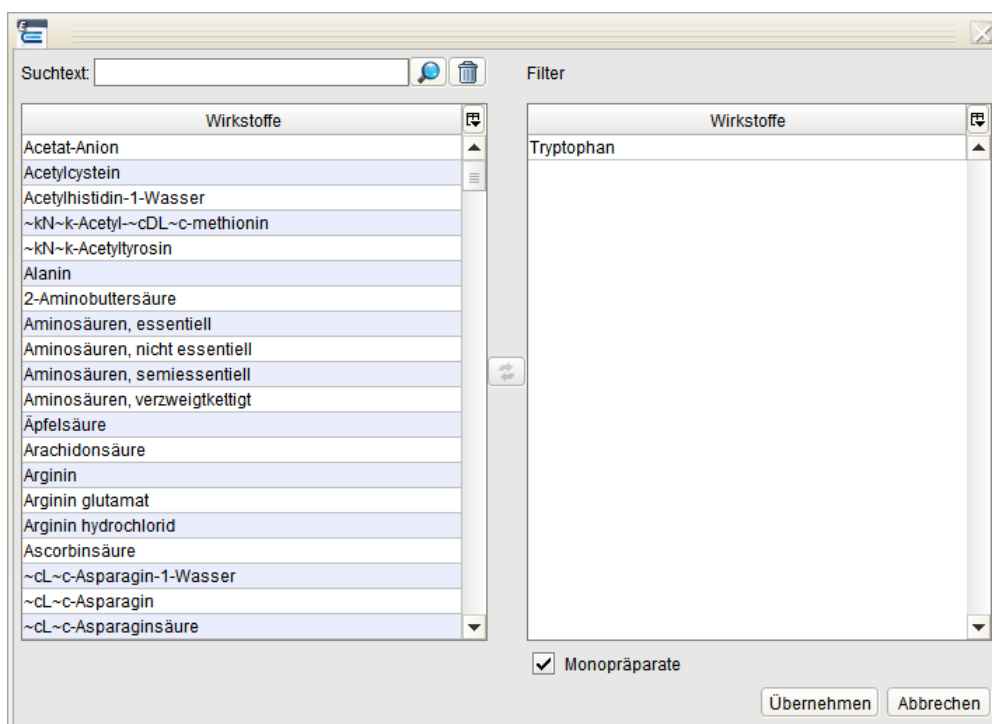 Suchtext:
Filter
Wirkstoffe
Acetat-Anion
Acetylcystein
Acetylhistidin-1-Wasser
~kN~k-Acetyl-~cDL~c-methionin
~kN~k-Acetyltyrosin
Alanin
2-Aminobuttersäure
Aminosäuren, essentiell
Aminosäuren, nicht essentiell
Aminosäuren, semiessentiell
Aminosäuren, verzweigtkettigt
Äpfelsäure
Arachidonsäure
Arginin
Arginin glutamat
Arginin hydrochlorid
Ascorbinsäure
~cL~c-Asparagin-1-Wasser
~cL~c-Asparagin
~cL~c-Asparaginsäure
Wirkstoffe
Tryptophan
Monopräparate
Übernehmen
Abbrechen